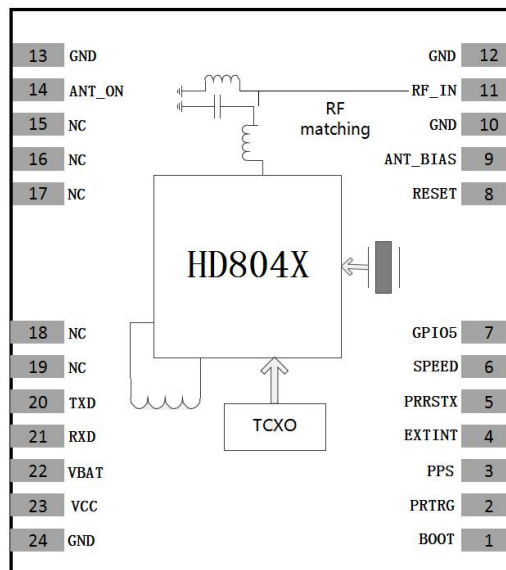 13 GND GND 12
14 ANT_ON RF_IN 11
RF
matching
15 NC GND 10
16 NC ANT_BIAS 9
17 NC RESET 8
HD804X
18 NC GPIO5 7
19 NC SPEED 6
20 TXD PRRSTX 5
TCXO
21 RXD EXTINT 4
22 VBAT PPS 3
23 VCC PRTRG 2
24 GND BOOT 1